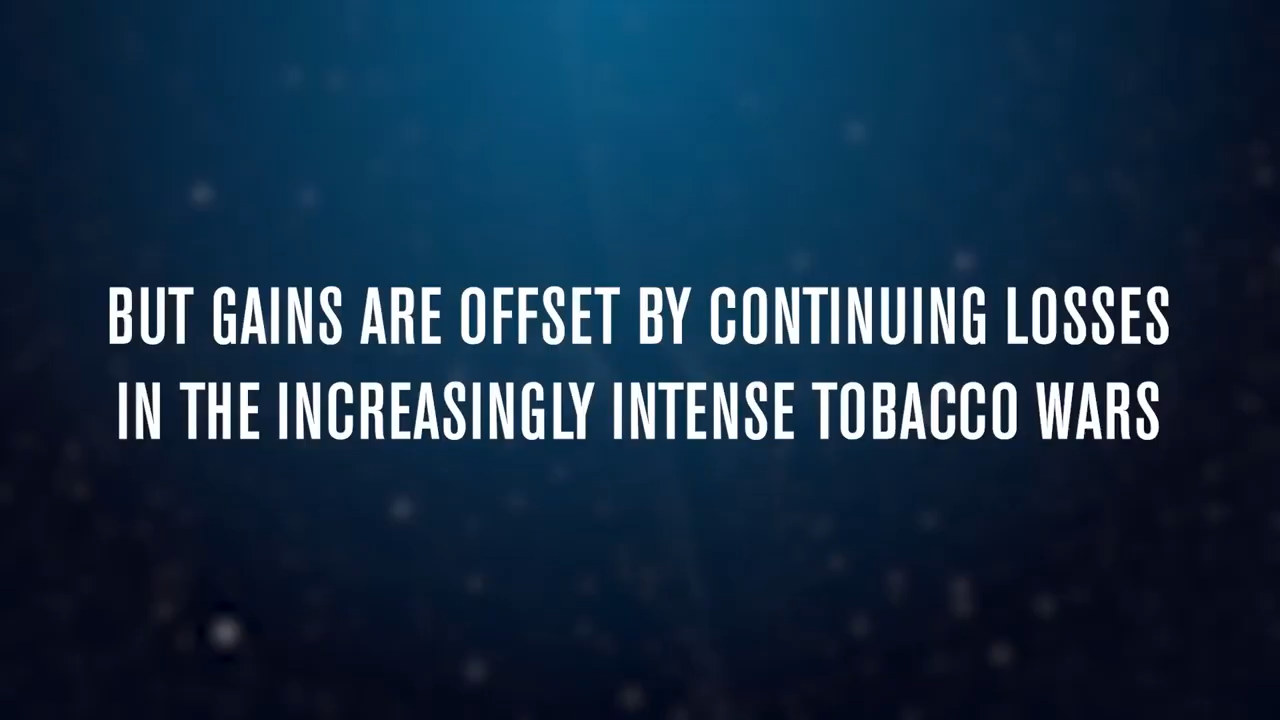 BUT GAINS ARE OFFSET BY CONTINUING LOSSES
IN THE INCREASINGLY INTENSE TOBACCO WARS